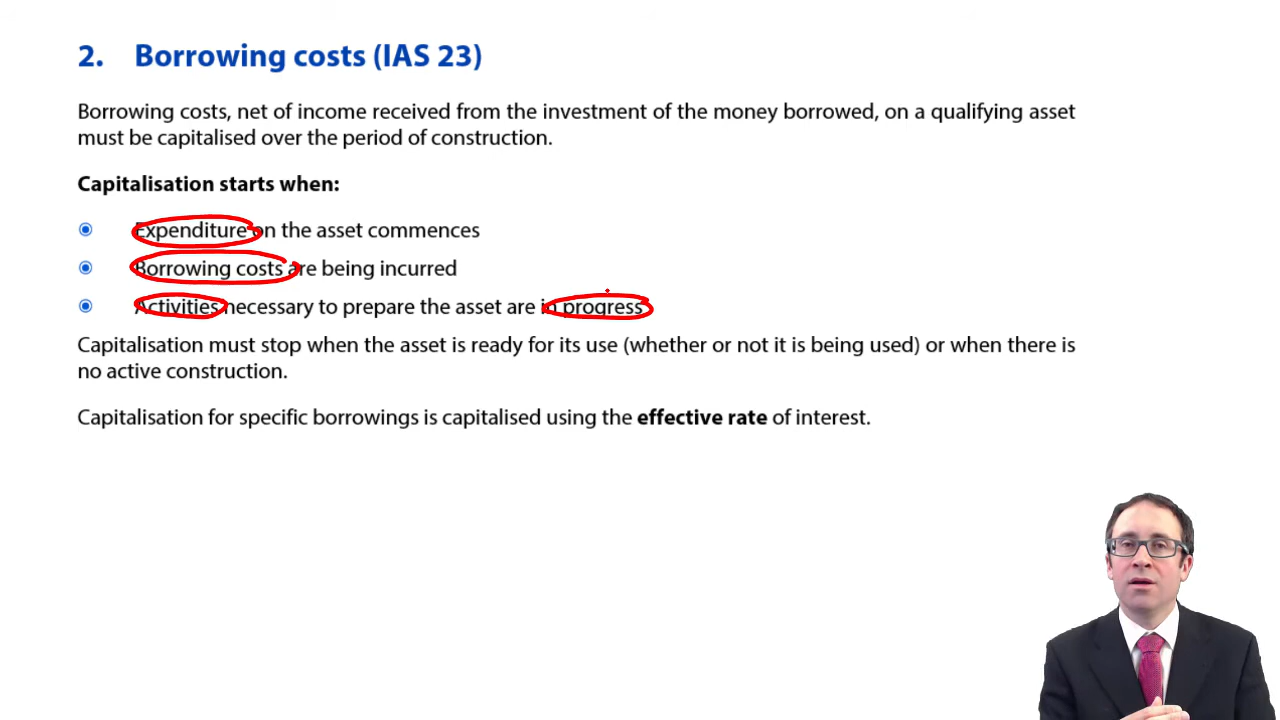 2. Borrowing costs (IAS 23)
Borrowing costs, net of income received from the investment of the money borrowed, on a qualifying asset
must be capitalised over the period of construction.
Capitalisation starts when:
Expenditure on the asset commences
Borrowing costs are being incurred
Activities necessary to prepare the asset are in progress
Capitalisation must stop when the asset is ready for its use (whether or not it is being used) or when there is
no active construction.
Capitalisation for specific borrowings is capitalised using the effective rate of interest.